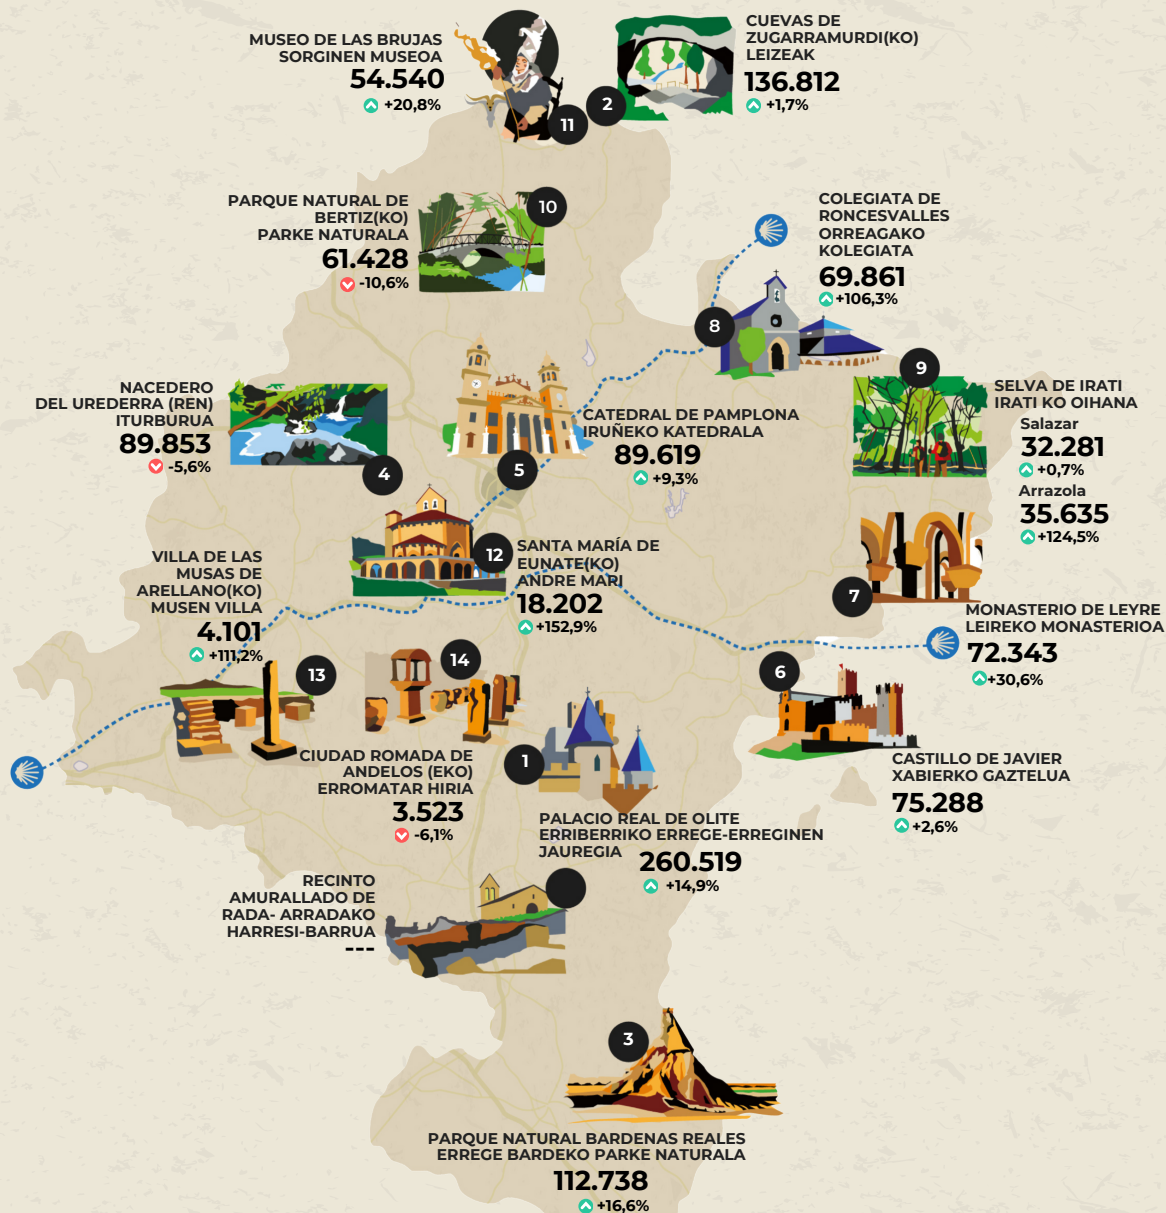 MUSEO DE LAS BRUJAS
SORGINEN MUSEOA
54.540
+20,8%
11
2
CUEVAS DE
ZUGARRAMURDI(KO)
LEIZEAK
136.812
+1,7%
PARQUE NATURAL DE
BERTIZ(KO)
PARKE NATURALA
61.428
-10,6%
10
COLEGIATA DE
RONCESVALLES
ORREAGAKO
KOLEGIATA
69.861
+106,3%
8
NACEDERO
DEL UREDERRA (REN)
ITURBURUA
89.853
-5,6%
4
CATEDRAL DE PAMPLONA
IRUÑEKO KATEDRALA
89.619
+9,3%
5
9
SELVA DE IRATI
IRATI KO OIHANA
Salazar
32.281
+0,7%
Arrazola
35.635
+124,5%
VILLA DE LAS
MUSAS DE
ARELLANO(KO)
MUSEN VILLA
4.101
+111,2%
13
12
SANTA MARÍA DE
EUNATE(KO)
ANDRE MARI
18.202
+152,9%
7
MONASTERIO DE LEYRE
LEIREKO MONASTERIOA
72.343
+30,6%
14
CIUDAD ROMADA DE
ANDELOS (EKO)
ERROMATAR HIRIA
3.523
-6,1%
6
CASTILLO DE JAVIER
XABIERKO GAZTELUA
75.288
+2,6%
1
PALACIO REAL DE OLITE
ERRIBERRIKO ERREGE-ERREGINEN
JAUREGIA
260.519
+14,9%
RECINTO
AMURALLADO DE
RADA- ARRADAKO
HARRESI-BARRUA
---
3
PARQUE NATURAL BARDENAS REALES
ERREGE BARDEKO PARKE NATURALA
112.738
+16,6%